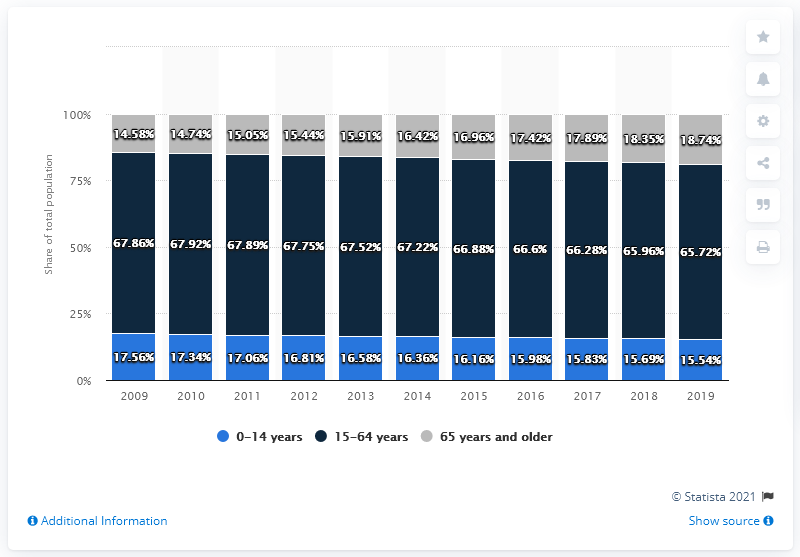 100%
75%
50%
25%
0%
Share of total population
14.58% 14.74% 15.05% 15.44% 15.91% 16.42% 16.96% 17.42% 17.89% 18.35% 18.74%
67.86% 67.92% 67.89% 67.75% 67.52% 67.22% 66.88% 66.6% 66.28% 65.96% 65.72%
17.56% 17.34% 17.06% 16.81% 16.58% 16.36% 16.16% 15.98% 15.83% 15.69% 15.54%
2009 2010 2011 2012 2013 2014 2015 2016 2017 2018 2019
0-14 years 15-64 years 65 years and older
© Statista 2021
Additional Information
Show source